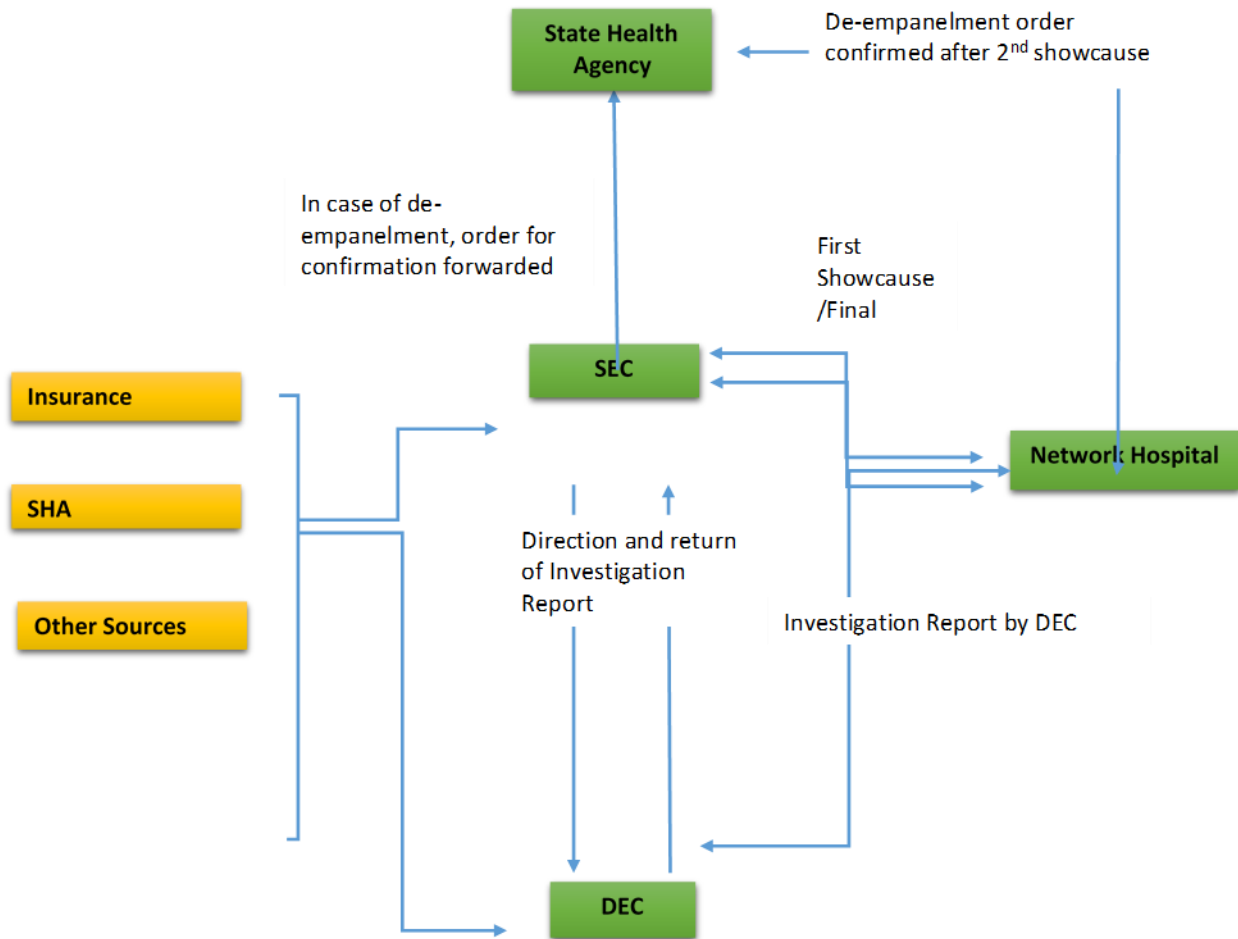 State Health
Agency
De-empanelment order
confirmed after 2nd showcause
In case of de-
empanelment, order for
confirmation forwarded
First
Showcause
/Final
SEC
Insurance
Network Hospital
SHA
Direction and return
of Investigation
Report
Other Sources
Investigation Report by DEC
DEC